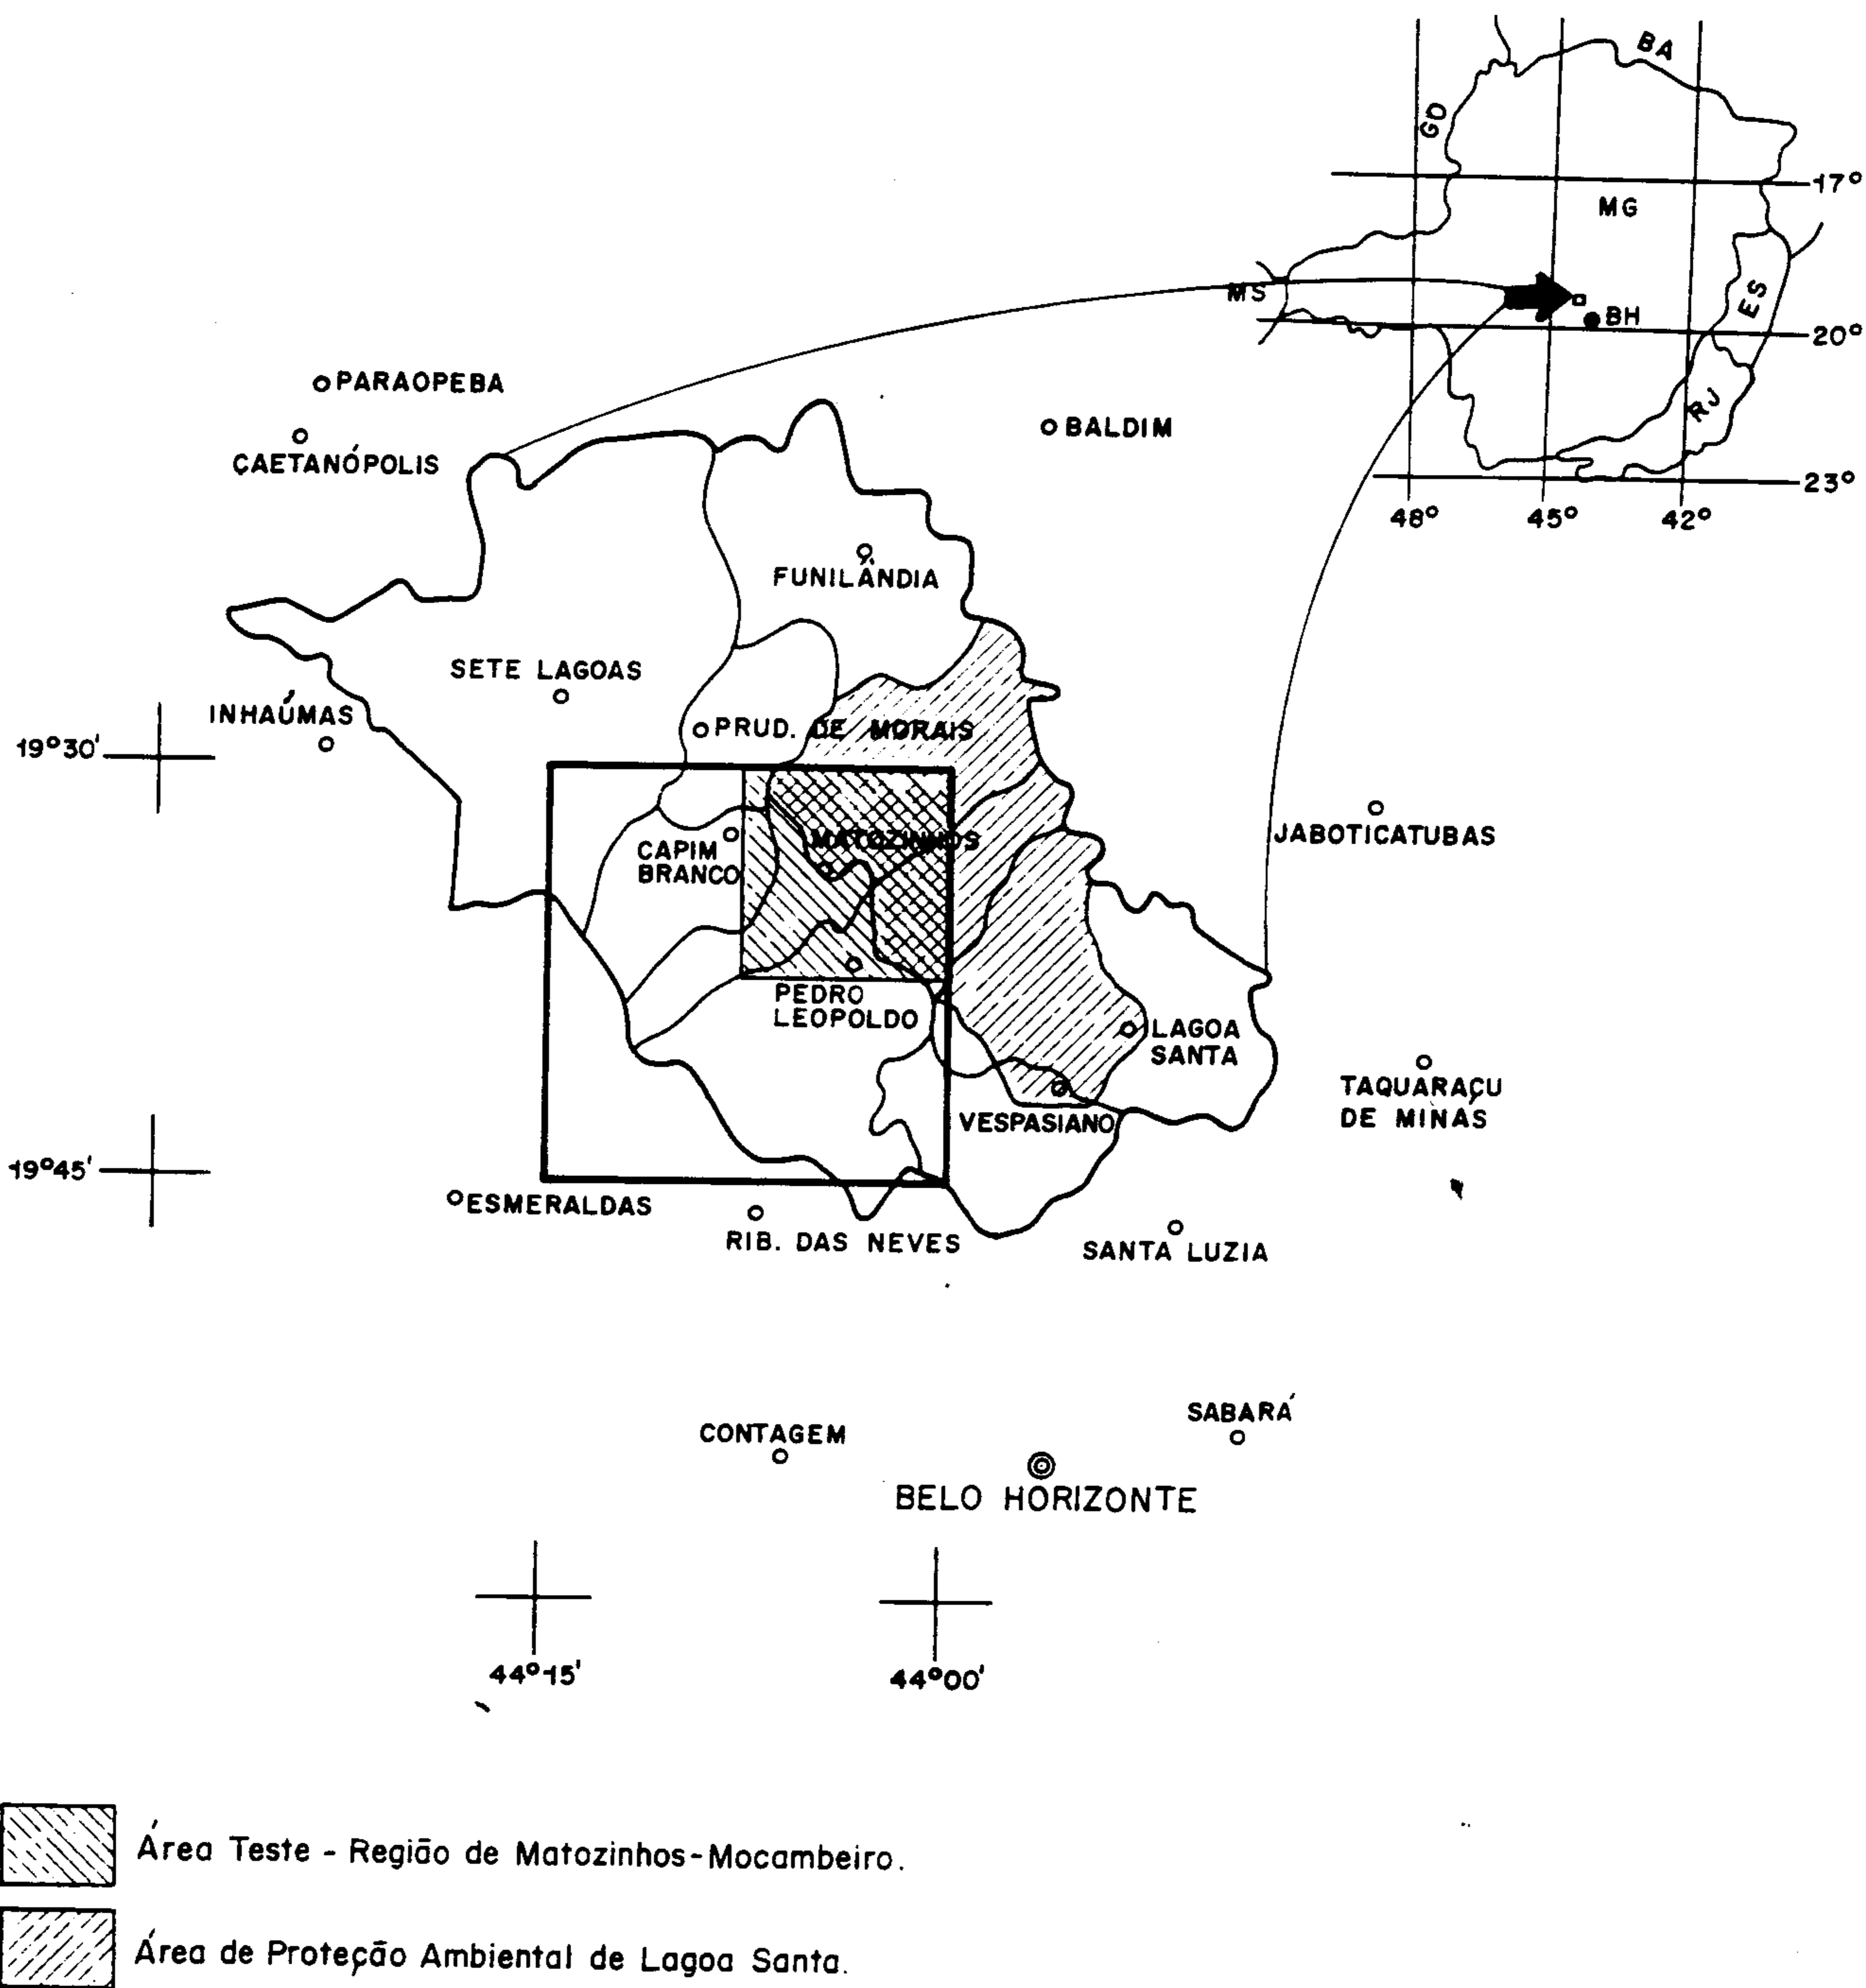 BA
GO
17°
MG
MS
ES
BH
20°
RJ
23°
48°
45°
42°
PARAOPEBA
CAETANÓPOLIS
BALDIM
FUNILÂNDIA
SETE LAGOAS
INHAÚMAS
PRUD. DE MORAIS
19°30'
MATOZINHOS
CAPIM
BRANCO
JABOTICATUBAS
PEDRO
LEOPOLDO
LAGOA
SANTA
TAQUARAÇU
DE MINAS
VESPASIANO
19°45'
ESMERALDAS
RIB. DAS NEVES
SANTA LUZIA
SABARÁ
CONTAGEM
BELO HORIZONTE
44°15'
44°00'
Área Teste - Região de Matozinhos-Mocambeiro.
Área de Proteção Ambiental de Lagoa Santa.